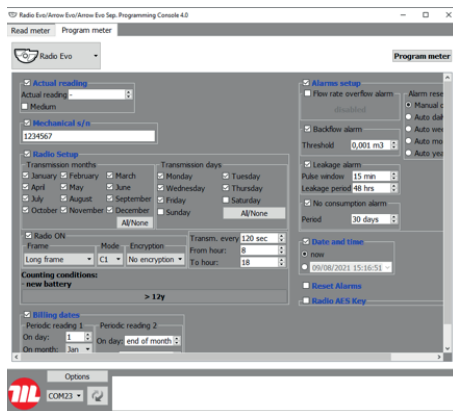 Radio Evo/Arrow Evo/Arrow Evo Sep. Programming Console 4.0
Read meter Program meter
Radio Evo
Program meter
Actual reading
Actual reading -
Medium
Mechanical s/n
1234567
Radio Setup
Transmission months
January February March
April May June
July August September
October November December
All/None
Transmission days
Monday Tuesday
Wednesday Thursday
Friday Saturday
Sunday All/None
Radio ON
Frame Mode Encryption
Long frame C1 No encryption
Transm. every 120 sec
From hour: 8
To hour: 18
Counting conditions:
- new battery
> 12y
Billing dates
Periodic reading 1 Periodic reading 2
On day: 1 On day: end of month
On month: Jan
Alarms setup
Flow rate overflow alarm
disabled
Backflow alarm
Threshold 0,001 m3
Leakage alarm
Pulse window 15 min
Leakage period 48 hrs
No consumption alarm
Period 30 days
Alarm rese
Manual c
Auto dail
Auto wee
Auto mo
Auto yea
Date and time
now
09/08/2021 15:16:51
Reset Alarms
Radio AES Key
Options
COM23